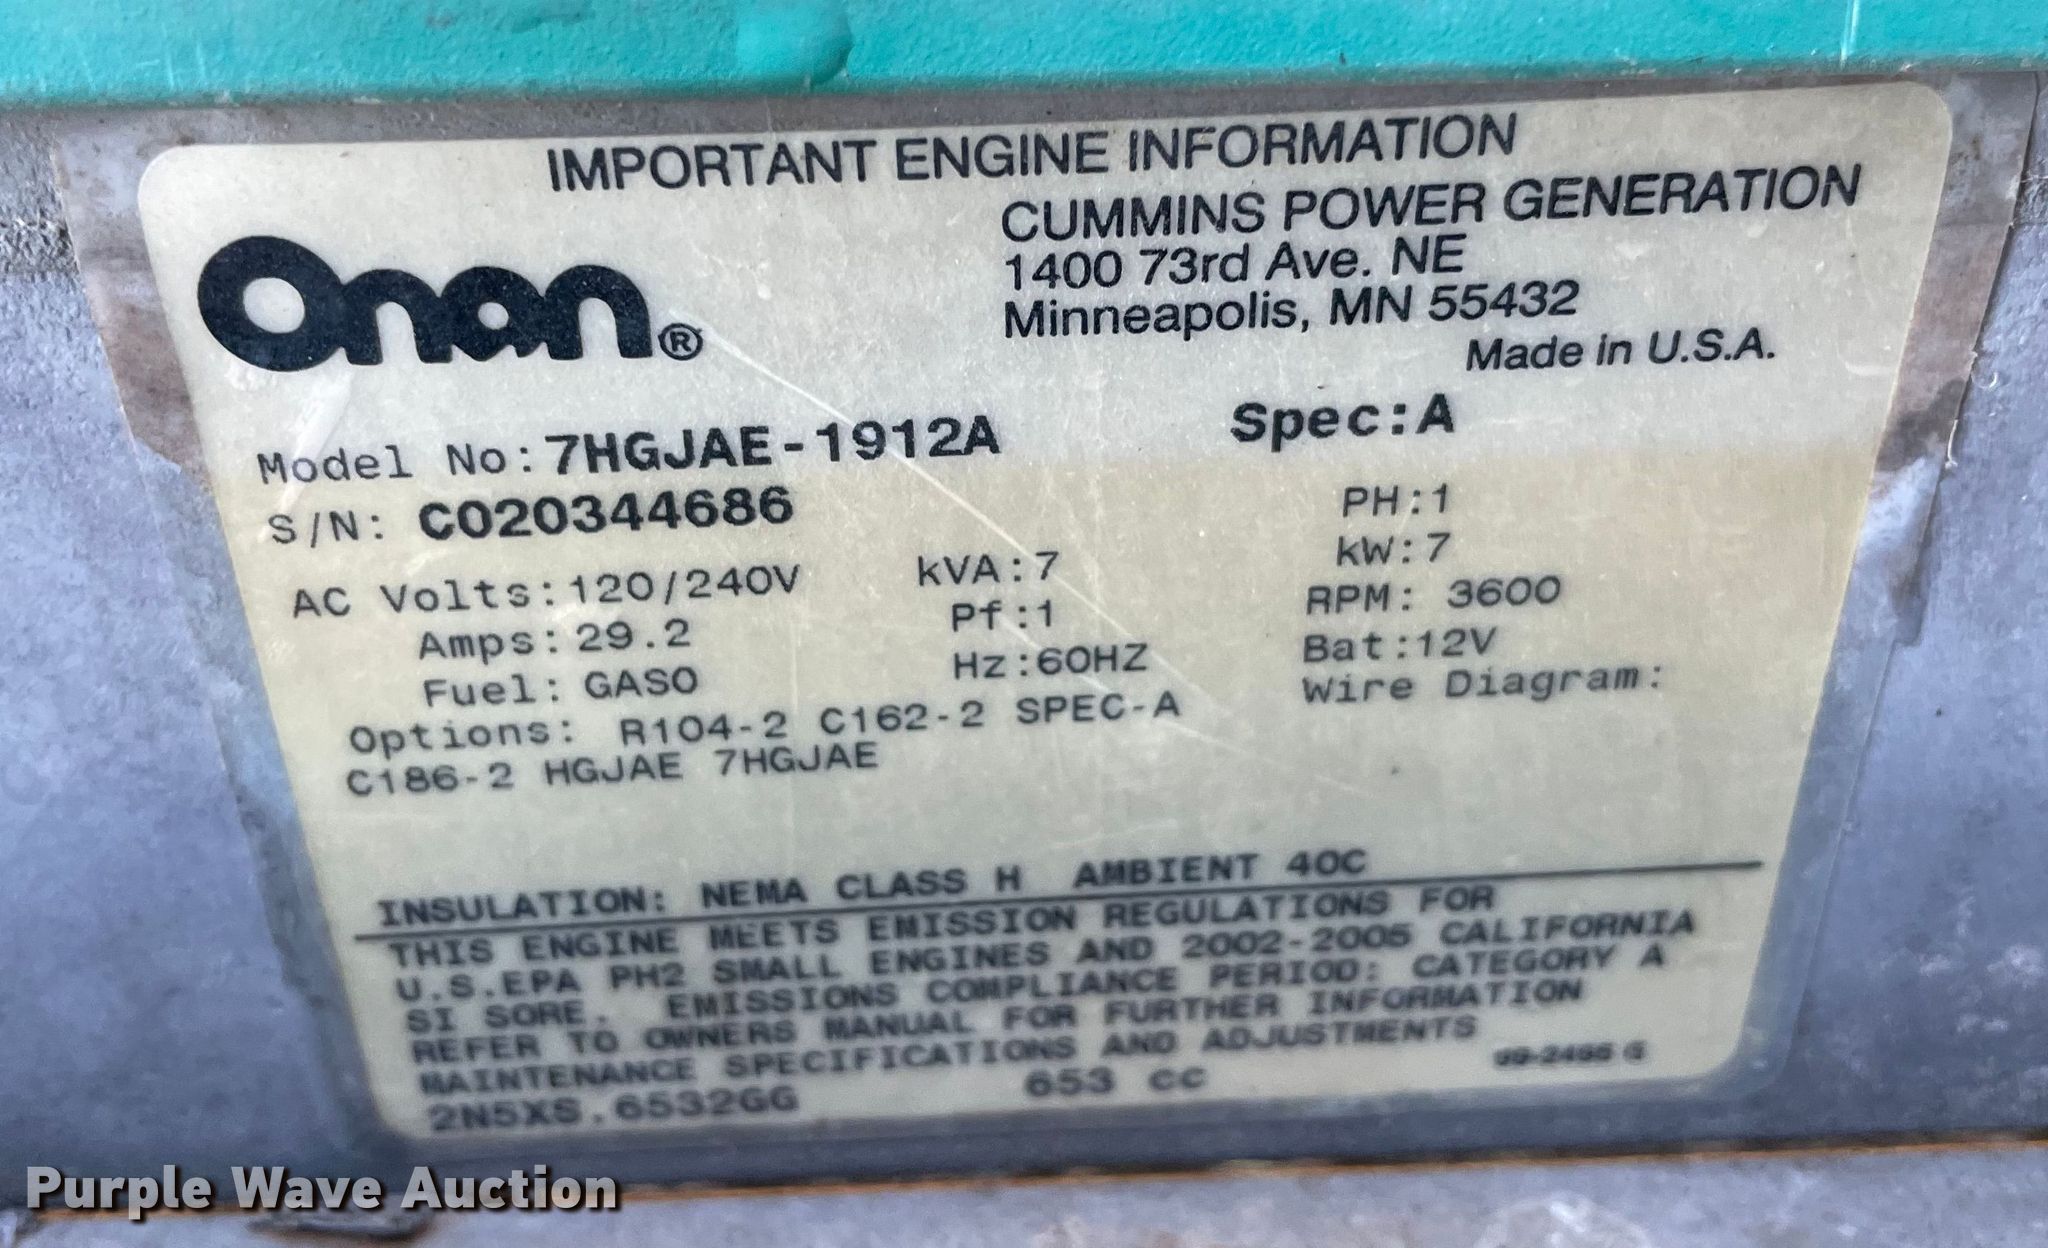 IMPORTANT ENGINE INFORMATION
Onan®
CUMMINS POWER GENERATION
1400 73rd Ave. NE
Minneapolis, MN 55432
Made in U.S.A.
Model No: 7HGJAE-1912A Spec:A
S/N: C020344686 PH:1
AC Volts: 120/240V kVA:7 kW:7
Amps: 29.2 Pf:1 RPM: 3600
Fuel: GASO Hz:60HZ Bat:12V
Options: R104-2 C162-2 SPEC-A Wire Diagram:
C186-2 HGJAE 7HGJAE
INSULATION: NEMA CLASS H AMBIENT 40C
THIS ENGINE MEETS EMISSION REGULATIONS FOR
U.S.EPA PH2 SMALL ENGINES AND 2002-2005 CALIFORNIA
SI SORE. EMISSIONS COMPLIANCE PERIOD: CATEGORY A
REFER TO OWNERS MANUAL FOR FURTHER INFORMATION
MAINTENANCE SPECIFICATIONS AND ADJUSTMENTS
2N5XS.6532GG 653 cc
Purple Wave Auction